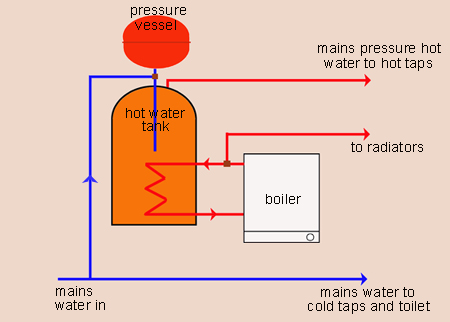 pressure
vessel
mains pressure hot
water to hot taps
hot water
tank
to radiators
boiler
mains
water in
mains water to
cold taps and toilet